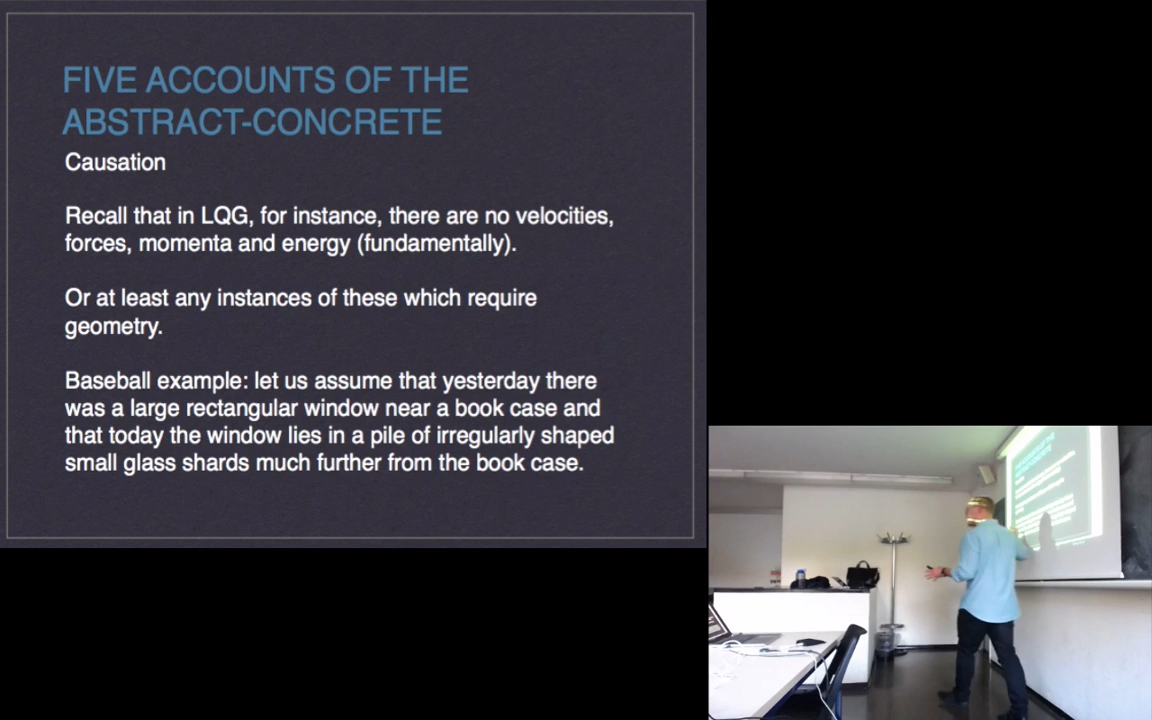 FIVE ACCOUNTS OF THE
ABSTRACT-CONCRETE
Causation
Recall that in LQG, for instance, there are no velocities,
forces, momenta and energy (fundamentally).
Or at least any instances of these which require
geometry.
Baseball example: let us assume that yesterday there
was a large rectangular window near a book case and
that today the window lies in a pile of irregularly shaped
small glass shards much further from the book case.